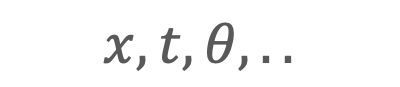 𝑥, 𝑡, 𝜃, . .